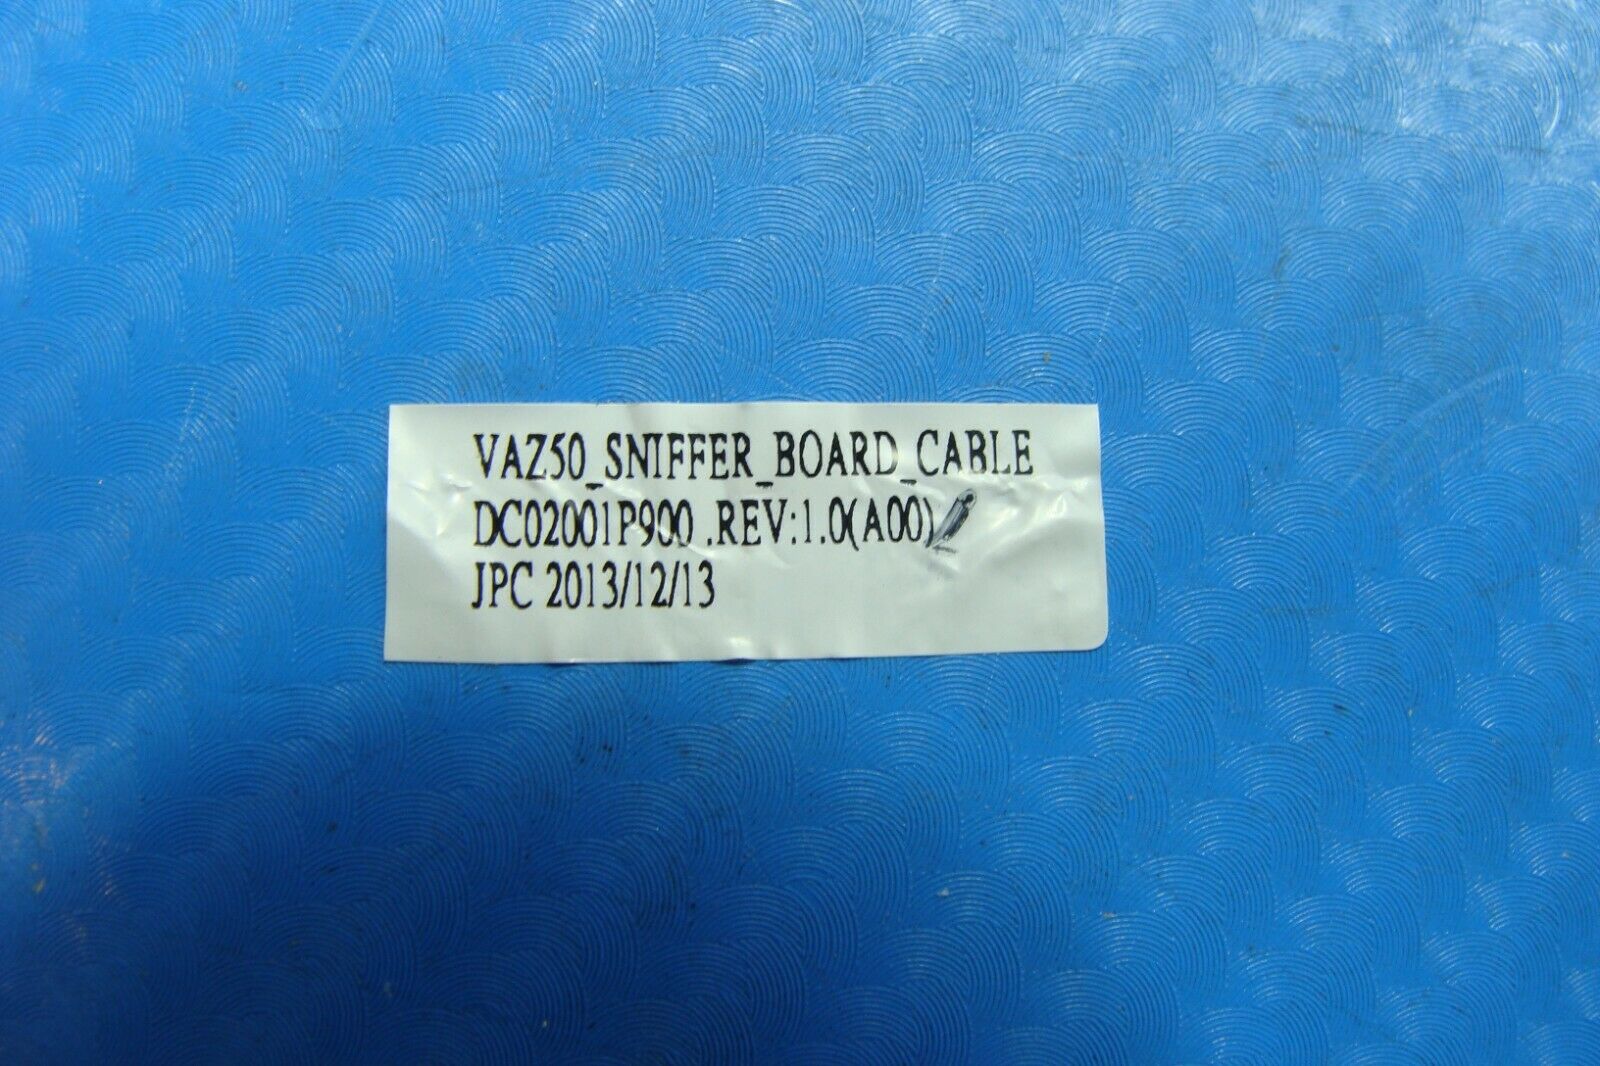 VAZ50_SNIFFER_BOARD_CABLE
DC02001P900 .REV:1.0(A00)
JPC 2013/12/13